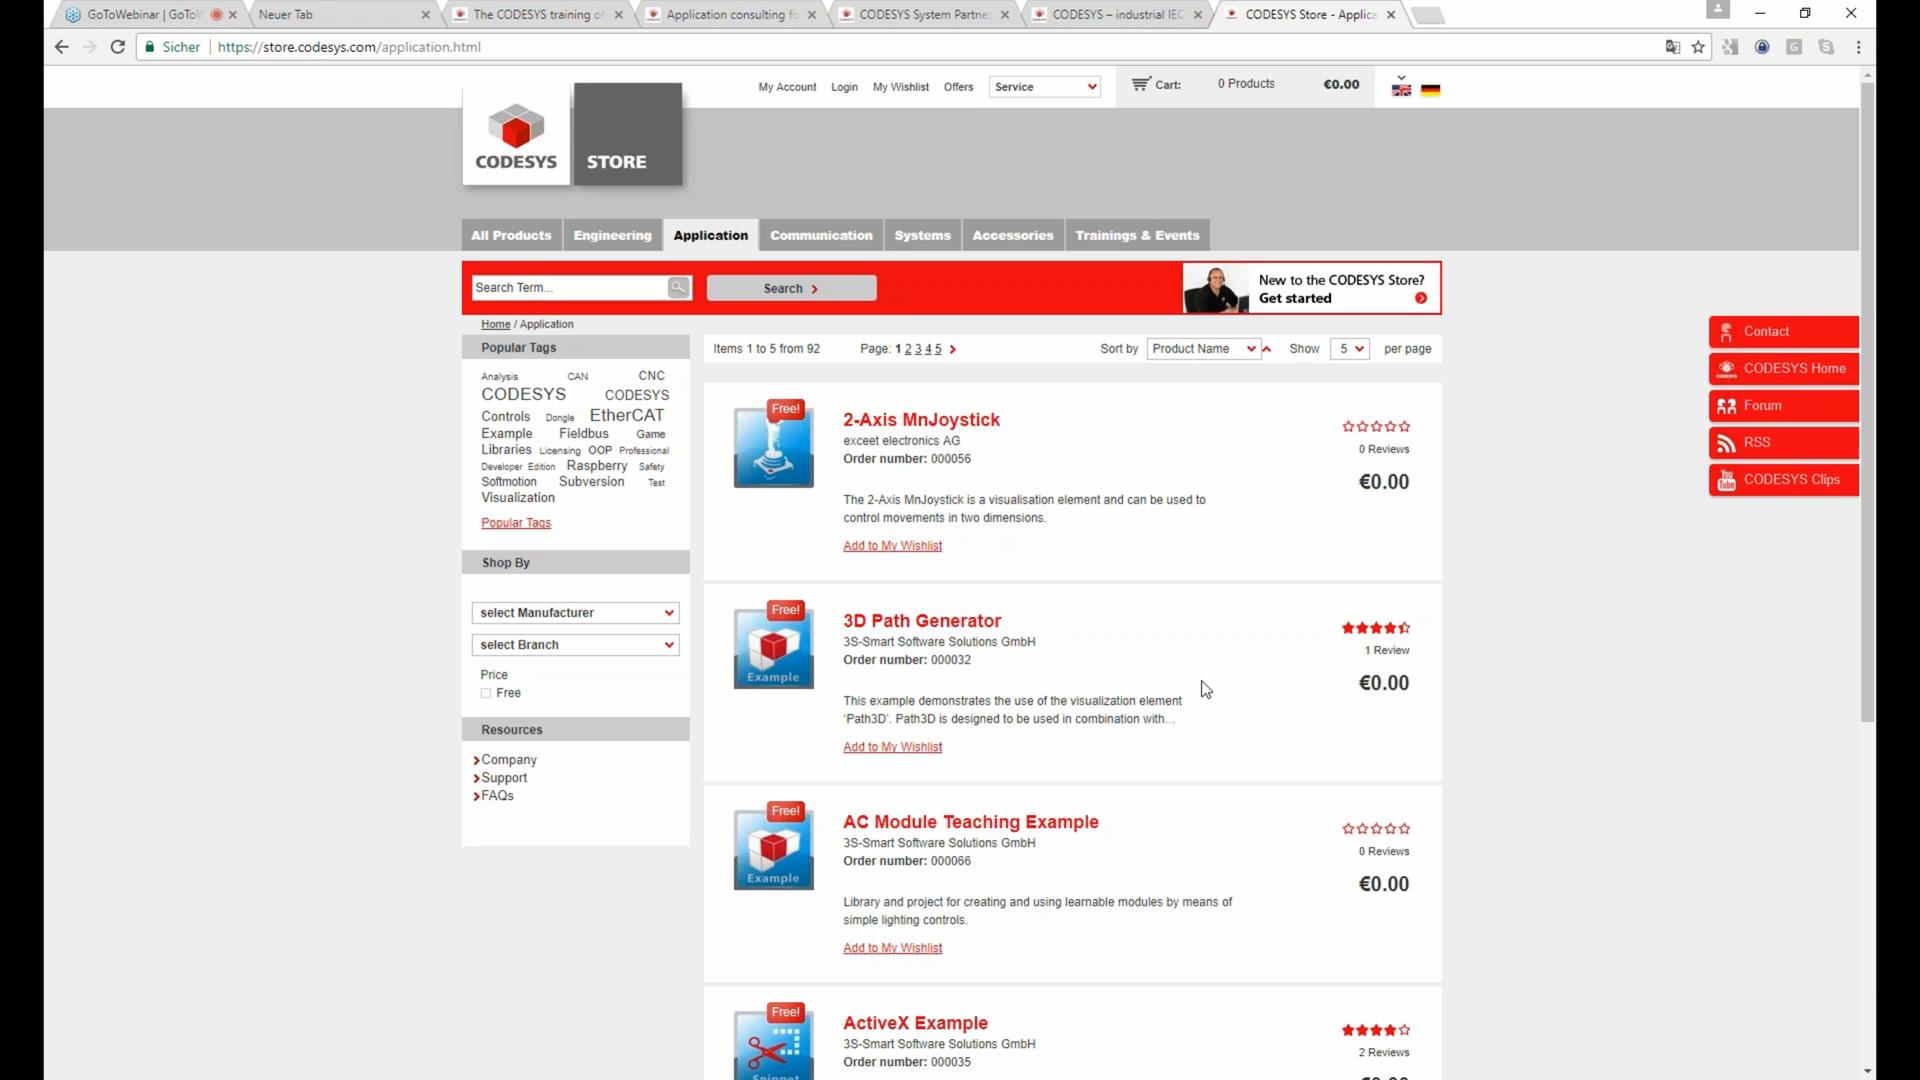 GoToWebinar | GoToW
Neuer Tab
The CODESYS training of
Application consulting fo
CODESYS System Partne
CODESYS – industrial IEC
CODESYS Store - Applica
Sicher
https://store.codesys.com/application.html
My Account
Login
My Wishlist
Offers
Service
Cart:
0 Products
€0.00
CODESYS
STORE
All Products
Engineering
Application
Communication
Systems
Accessories
Trainings & Events
Search Term...
Search
New to the CODESYS Store?
Get started
Home / Application
Popular Tags
Analysis CAN CNC
CODESYS CODESYS
Controls Dongle EtherCAT
Example Fieldbus Game
Libraries Licensing OOP Professional
Developer Edition Raspberry Safety
Softmotion Subversion Test
Visualization
Popular Tags
Shop By
select Manufacturer
select Branch
Price
Free
Resources
Company
Support
FAQs
Items 1 to 5 from 92
Page: 1 2 3 4 5
Sort by
Product Name
Show
5
per page
Free!
2-Axis MnJoystick
exceet electronics AG
Order number: 000056
0 Reviews
€0.00
The 2-Axis MnJoystick is a visualisation element and can be used to
control movements in two dimensions.
Add to My Wishlist
Free!
Example
3D Path Generator
3S-Smart Software Solutions GmbH
Order number: 000032
1 Review
€0.00
This example demonstrates the use of the visualization element
'Path3D'. Path3D is designed to be used in combination with...
Add to My Wishlist
Free!
Example
AC Module Teaching Example
3S-Smart Software Solutions GmbH
Order number: 000066
0 Reviews
€0.00
Library and project for creating and using learnable modules by means of
simple lighting controls.
Add to My Wishlist
Free!
Snippet
ActiveX Example
3S-Smart Software Solutions GmbH
Order number: 000035
2 Reviews
Contact
CODESYS Home
Forum
RSS
You
Tube
CODESYS Clips